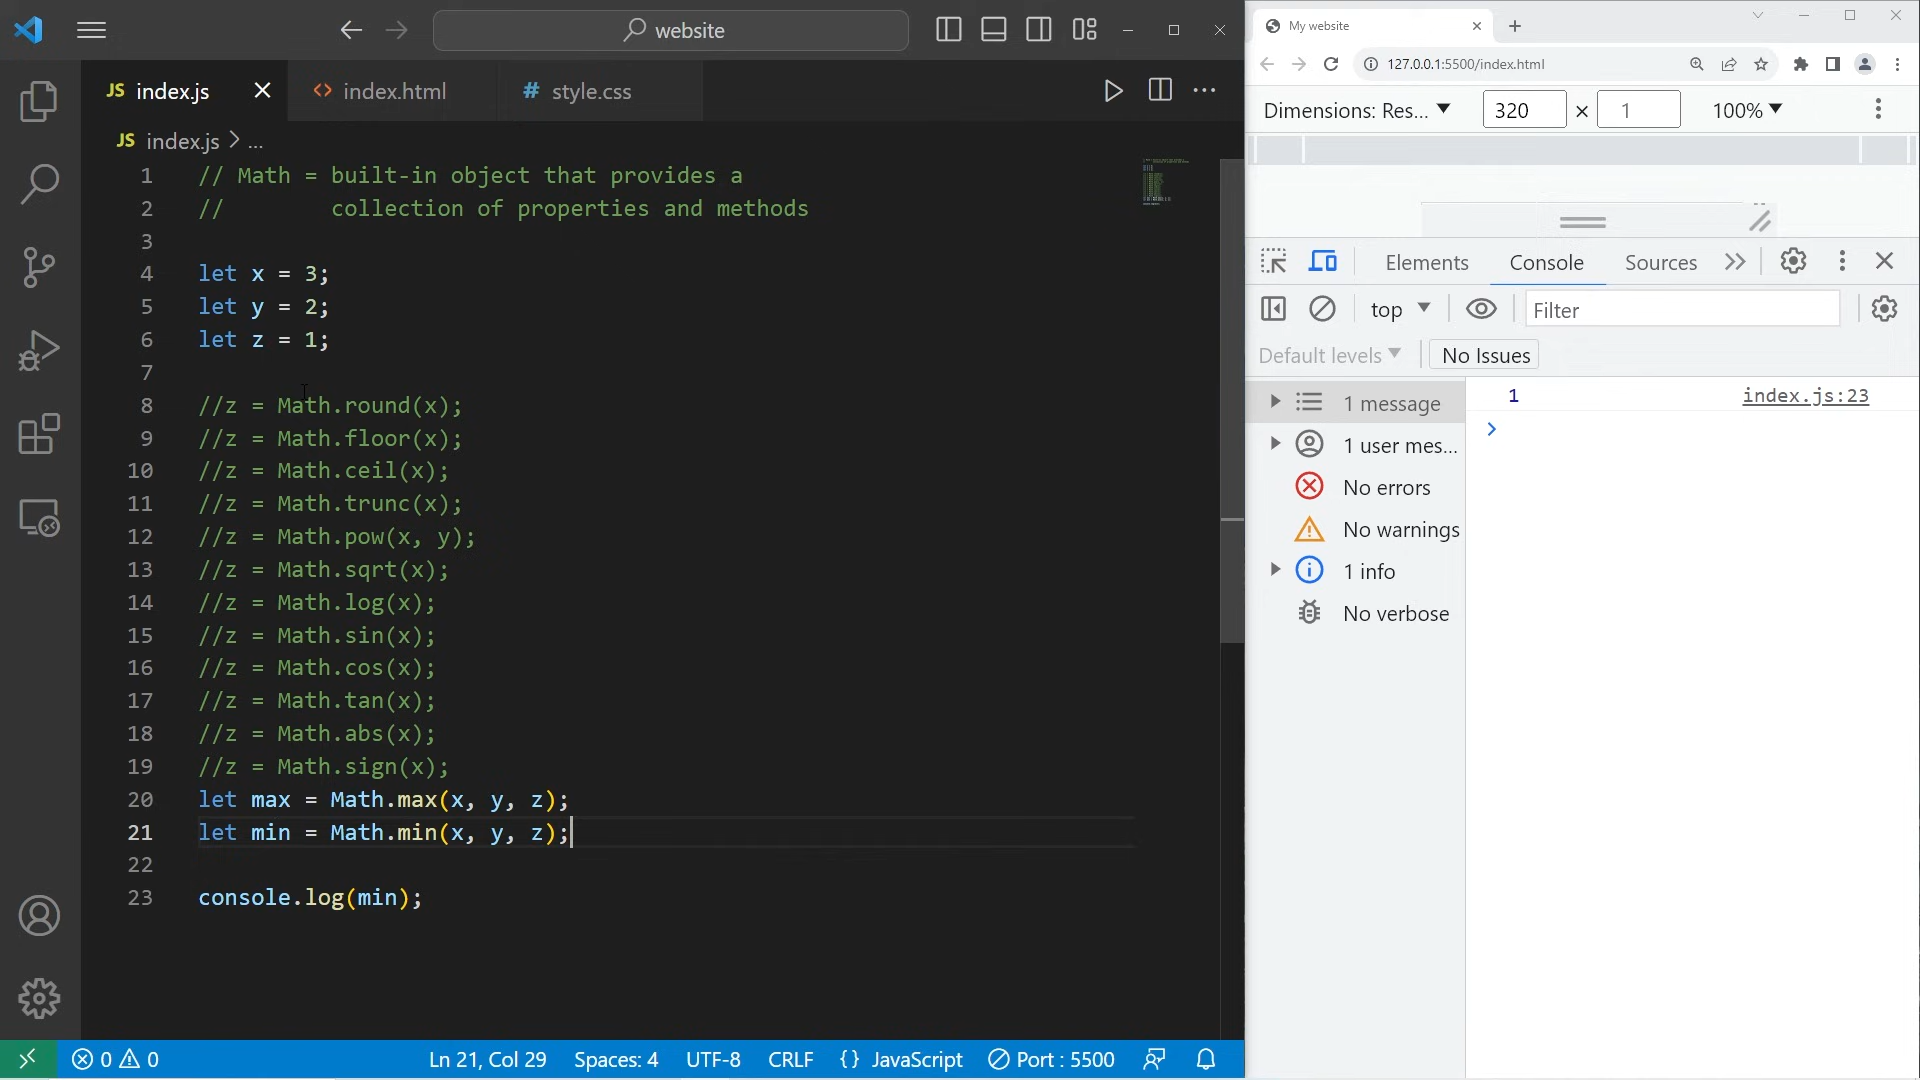 website
JS index.js
<> index.html
# style.css
JS index.js > ...
1 // Math = built-in object that provides a
2 //        collection of properties and methods
3
4 let x = 3;
5 let y = 2;
6 let z = 1;
7
8 //z = Math.round(x);
9 //z = Math.floor(x);
10 //z = Math.ceil(x);
11 //z = Math.trunc(x);
12 //z = Math.pow(x, y);
13 //z = Math.sqrt(x);
14 //z = Math.log(x);
15 //z = Math.sin(x);
16 //z = Math.cos(x);
17 //z = Math.tan(x);
18 //z = Math.abs(x);
19 //z = Math.sign(x);
20 let max = Math.max(x, y, z);
21 let min = Math.min(x, y, z);
22
23 console.log(min);
0 0
Ln 21, Col 29
Spaces: 4
UTF-8
CRLF
{} JavaScript
Port : 5500
My website
127.0.0.1:5500/index.html
Dimensions: Res... 320 × 1 100%
Elements Console Sources
top Filter
Default levels No Issues
1 message
1 user mes...
No errors
No warnings
1 info
No verbose
1 index.js:23